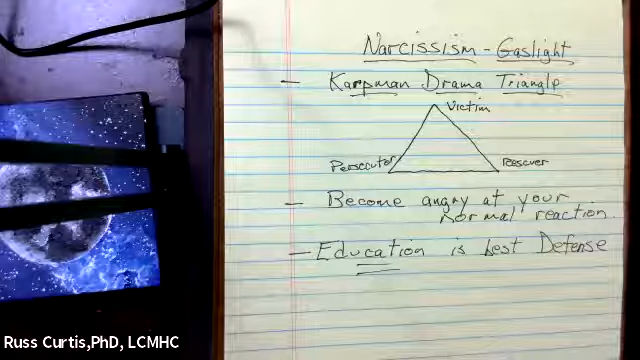 Narcissism - Gaslight
- Karpman Drama Triangle
Victim
Persecutor
Rescuer
- Become angry at your
normal reaction.
- Education is best Defense
Russ Curtis,PhD, LCMHC